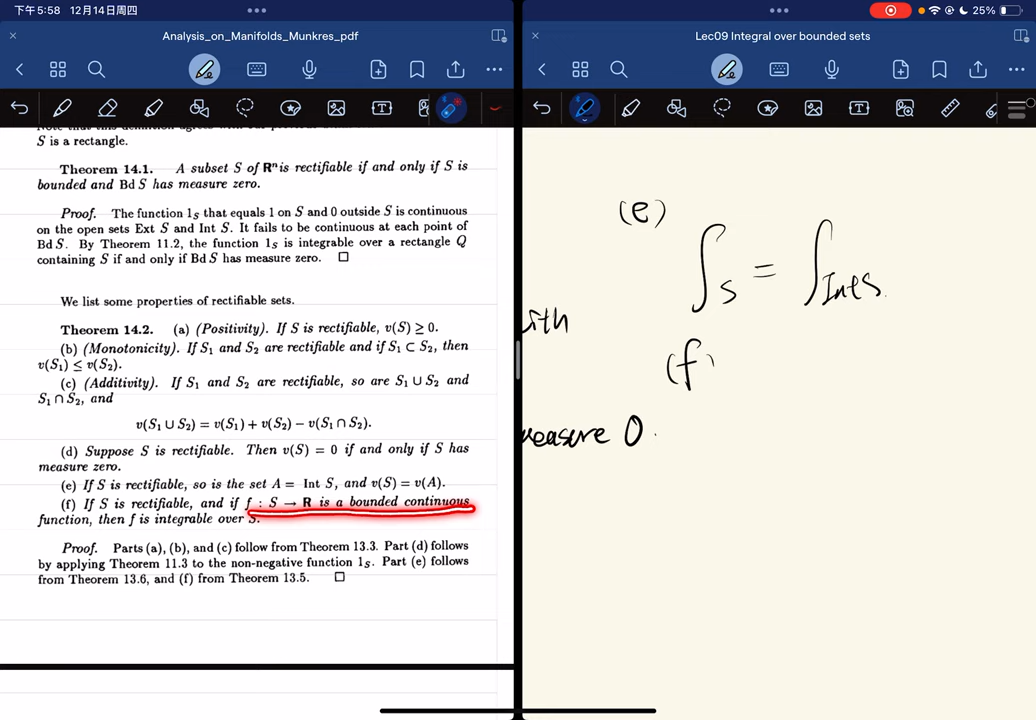 下午5:58 12月14日周四
25%
Analysis_on_Manifolds_Munkres_pdf
Lec09 Integral over bounded sets
S is a rectangle.
Theorem 14.1. A subset S of Rⁿ is rectifiable if and only if S is
bounded and Bd S has measure zero.
Proof. The function 1ₛ that equals 1 on S and 0 outside S is continuous
on the open sets Ext S and Int S. It fails to be continuous at each point of
Bd S. By Theorem 11.2, the function 1ₛ is integrable over a rectangle Q
containing S if and only if Bd S has measure zero. □
We list some properties of rectifiable sets.
Theorem 14.2. (a) (Positivity). If S is rectifiable, v(S) ≥ 0.
(b) (Monotonicity). If S₁ and S₂ are rectifiable and if S₁ ⊂ S₂, then
v(S₁) ≤ v(S₂).
(c) (Additivity). If S₁ and S₂ are rectifiable, so are S₁ ∪ S₂ and
S₁ ∩ S₂, and
v(S₁ ∪ S₂) = v(S₁) + v(S₂) − v(S₁ ∩ S₂).
(d) Suppose S is rectifiable. Then v(S) = 0 if and only if S has
measure zero.
(e) If S is rectifiable, so is the set A = Int S, and v(S) = v(A).
(f) If S is rectifiable, and if f : S → R is a bounded continuous
function, then f is integrable over S.
Proof. Parts (a), (b), and (c) follow from Theorem 13.3. Part (d) follows
by applying Theorem 11.3 to the non-negative function 1ₛ. Part (e) follows
from Theorem 13.6, and (f) from Theorem 13.5. □
(e)
∫S = ∫Int S.
ith
(f)
measure 0.